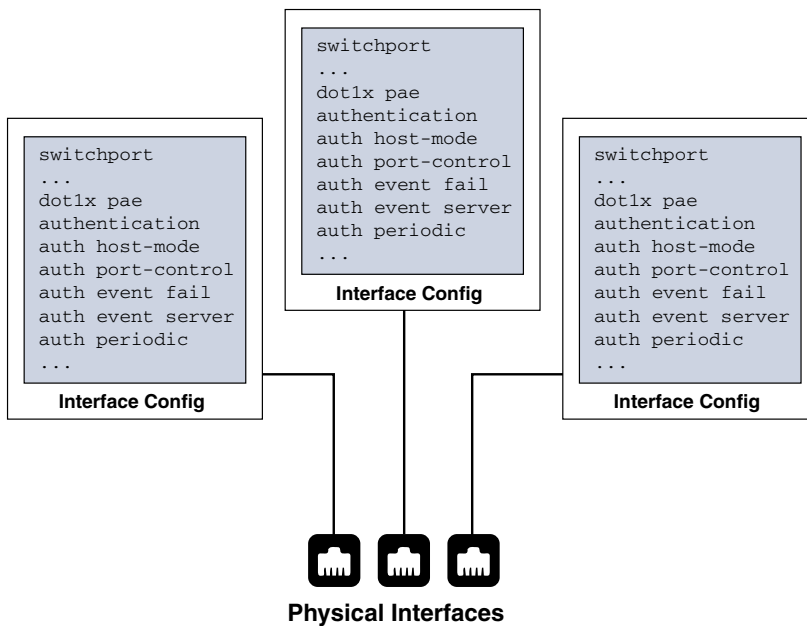 switchport
...
dot1x pae
authentication
auth host-mode
auth port-control
auth event fail
auth event server
auth periodic
...
Interface Config
switchport
...
dot1x pae
authentication
auth host-mode
auth port-control
auth event fail
auth event server
auth periodic
...
Interface Config
switchport
...
dot1x pae
authentication
auth host-mode
auth port-control
auth event fail
auth event server
auth periodic
...
Interface Config
Physical Interfaces